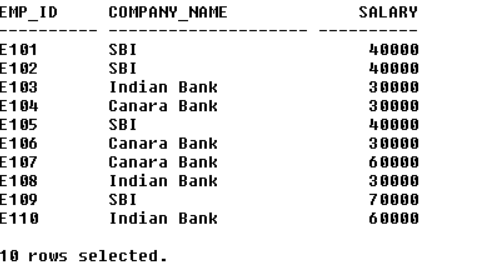 EMP_ID COMPANY_NAME SALARY
---------- -------------------- ----------
E101 SBI 40000
E102 SBI 40000
E103 Indian Bank 30000
E104 Canara Bank 30000
E105 SBI 40000
E106 Canara Bank 30000
E107 Canara Bank 60000
E108 Indian Bank 30000
E109 SBI 70000
E110 Indian Bank 60000
10 rows selected.